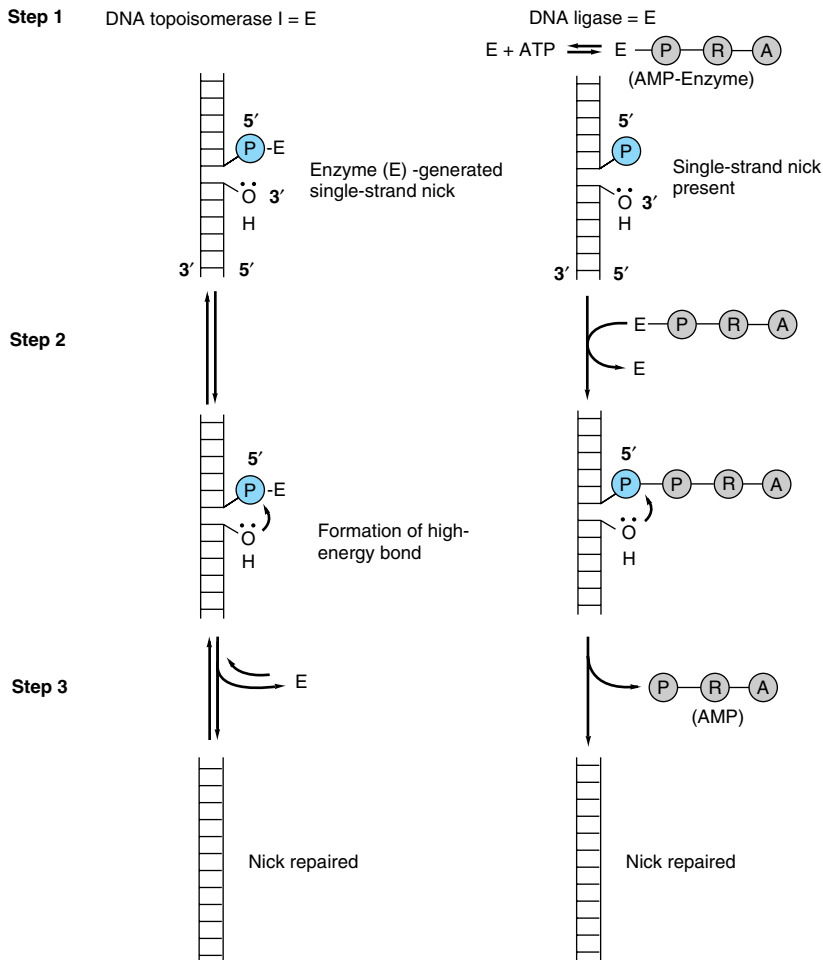 Step 1
DNA topoisomerase I = E
DNA ligase = E
E + ATP
E
P
R
A
(AMP-Enzyme)
5′
P
-E
Enzyme (E) -generated
single-strand nick
O
3′
H
3′
5′
5′
P
Single-strand nick
present
O
3′
H
3′
5′
Step 2
E
P
R
A
E
5′
P
-E
O
H
Formation of high-
energy bond
5′
P
P
R
A
O
H
Step 3
E
P
R
A
(AMP)
Nick repaired
Nick repaired